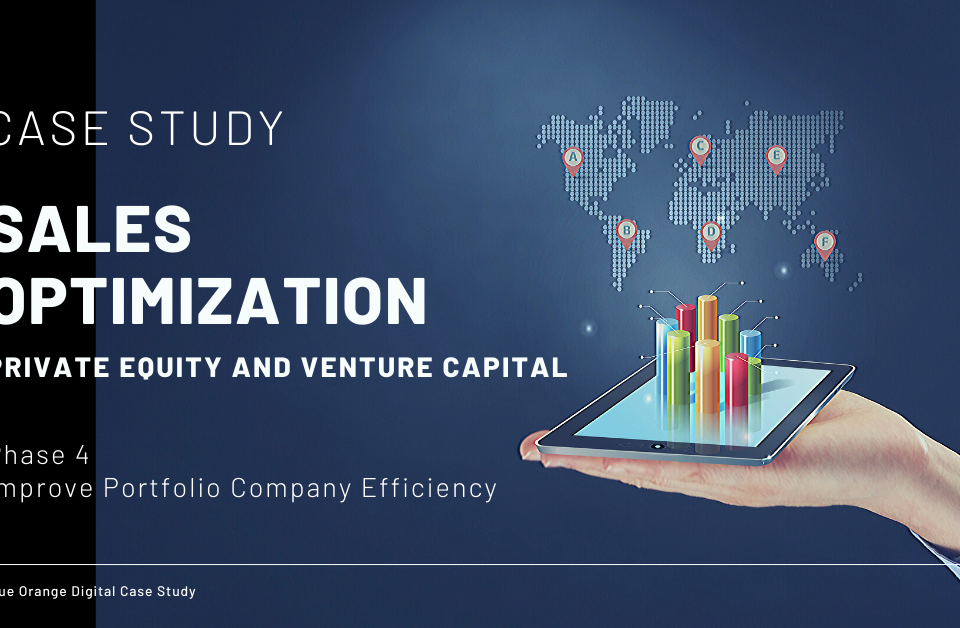 CASE STUDY
SALES
OPTIMIZATION
PRIVATE EQUITY AND VENTURE CAPITAL
Phase 4
Improve Portfolio Company Efficiency
ue Orange Digital Case Study
A
C
E
B
D
F